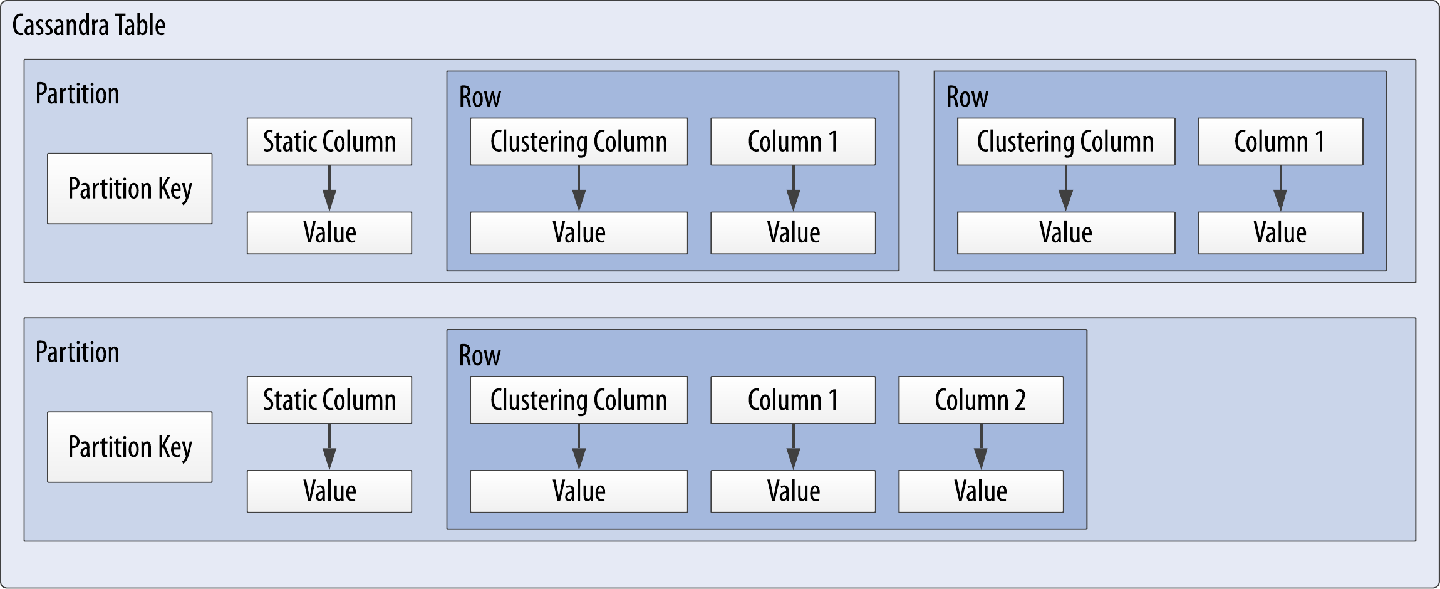 Cassandra Table
Partition
Partition Key
Static Column
Value
Row
Clustering Column
Column 1
Value
Value
Row
Clustering Column
Column 1
Value
Value
Partition
Partition Key
Static Column
Value
Row
Clustering Column
Column 1
Column 2
Value
Value
Value